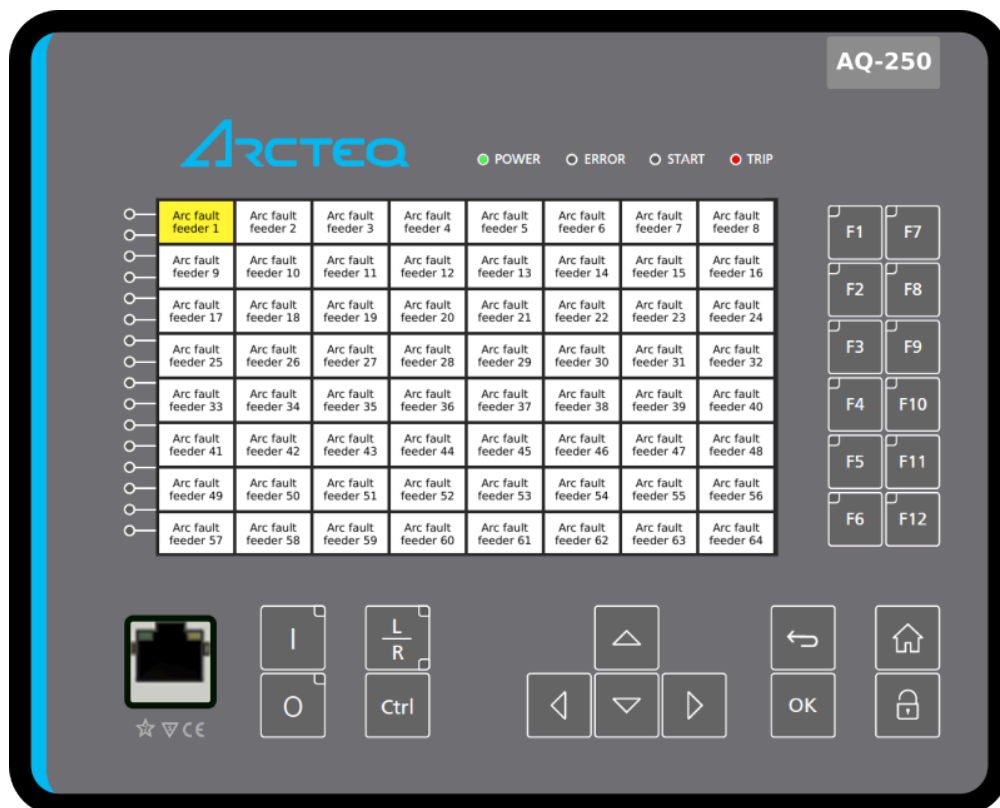 AQ-250
ARCTEQ
POWER ERROR START TRIP
Arc fault feeder 1
Arc fault feeder 2
Arc fault feeder 3
Arc fault feeder 4
Arc fault feeder 5
Arc fault feeder 6
Arc fault feeder 7
Arc fault feeder 8
Arc fault feeder 9
Arc fault feeder 10
Arc fault feeder 11
Arc fault feeder 12
Arc fault feeder 13
Arc fault feeder 14
Arc fault feeder 15
Arc fault feeder 16
Arc fault feeder 17
Arc fault feeder 18
Arc fault feeder 19
Arc fault feeder 20
Arc fault feeder 21
Arc fault feeder 22
Arc fault feeder 23
Arc fault feeder 24
Arc fault feeder 25
Arc fault feeder 26
Arc fault feeder 27
Arc fault feeder 28
Arc fault feeder 29
Arc fault feeder 30
Arc fault feeder 31
Arc fault feeder 32
Arc fault feeder 33
Arc fault feeder 34
Arc fault feeder 35
Arc fault feeder 36
Arc fault feeder 37
Arc fault feeder 38
Arc fault feeder 39
Arc fault feeder 40
Arc fault feeder 41
Arc fault feeder 42
Arc fault feeder 43
Arc fault feeder 44
Arc fault feeder 45
Arc fault feeder 46
Arc fault feeder 47
Arc fault feeder 48
Arc fault feeder 49
Arc fault feeder 50
Arc fault feeder 51
Arc fault feeder 52
Arc fault feeder 53
Arc fault feeder 54
Arc fault feeder 55
Arc fault feeder 56
Arc fault feeder 57
Arc fault feeder 58
Arc fault feeder 59
Arc fault feeder 60
Arc fault feeder 61
Arc fault feeder 62
Arc fault feeder 63
Arc fault feeder 64
F1 F7
F2 F8
F3 F9
F4 F10
F5 F11
F6 F12
I
L
R
O
Ctrl
OK
CE